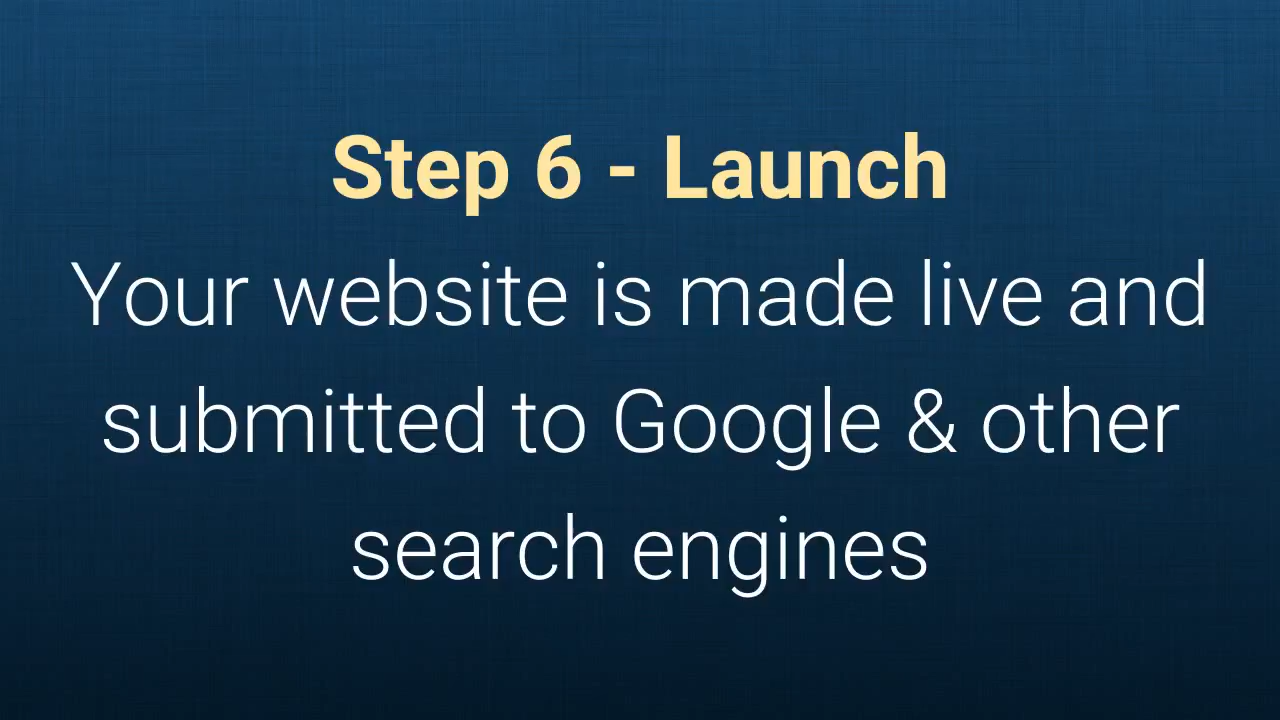 Step 6 - Launch
Your website is made live and
submitted to Google & other
search engines